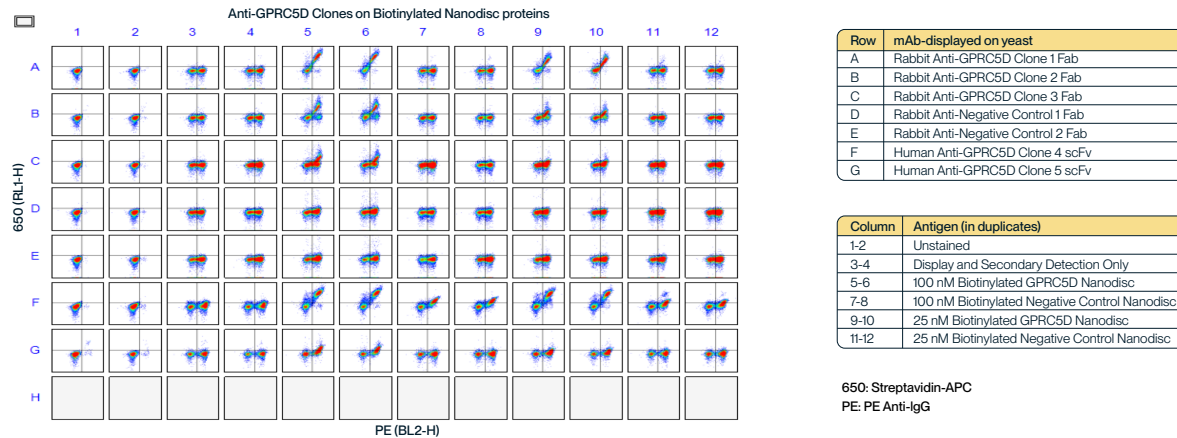 Anti-GPRC5D Clones on Biotinylated Nanodisc proteins
1 2 3 4 5 6 7 8 9 10 11 12
A
B
C
D
E
F
G
H
650 (RL1-H)
PE (BL2-H)
Row mAb-displayed on yeast
A Rabbit Anti-GPRC5D Clone 1 Fab
B Rabbit Anti-GPRC5D Clone 2 Fab
C Rabbit Anti-GPRC5D Clone 3 Fab
D Rabbit Anti-Negative Control 1 Fab
E Rabbit Anti-Negative Control 2 Fab
F Human Anti-GPRC5D Clone 4 scFv
G Human Anti-GPRC5D Clone 5 scFv
Column Antigen (in duplicates)
1-2 Unstained
3-4 Display and Secondary Detection Only
5-6 100 nM Biotinylated GPRC5D Nanodisc
7-8 100 nM Biotinylated Negative Control Nanodisc
9-10 25 nM Biotinylated GPRC5D Nanodisc
11-12 25 nM Biotinylated Negative Control Nanodisc
650: Streptavidin-APC
PE: PE Anti-IgG